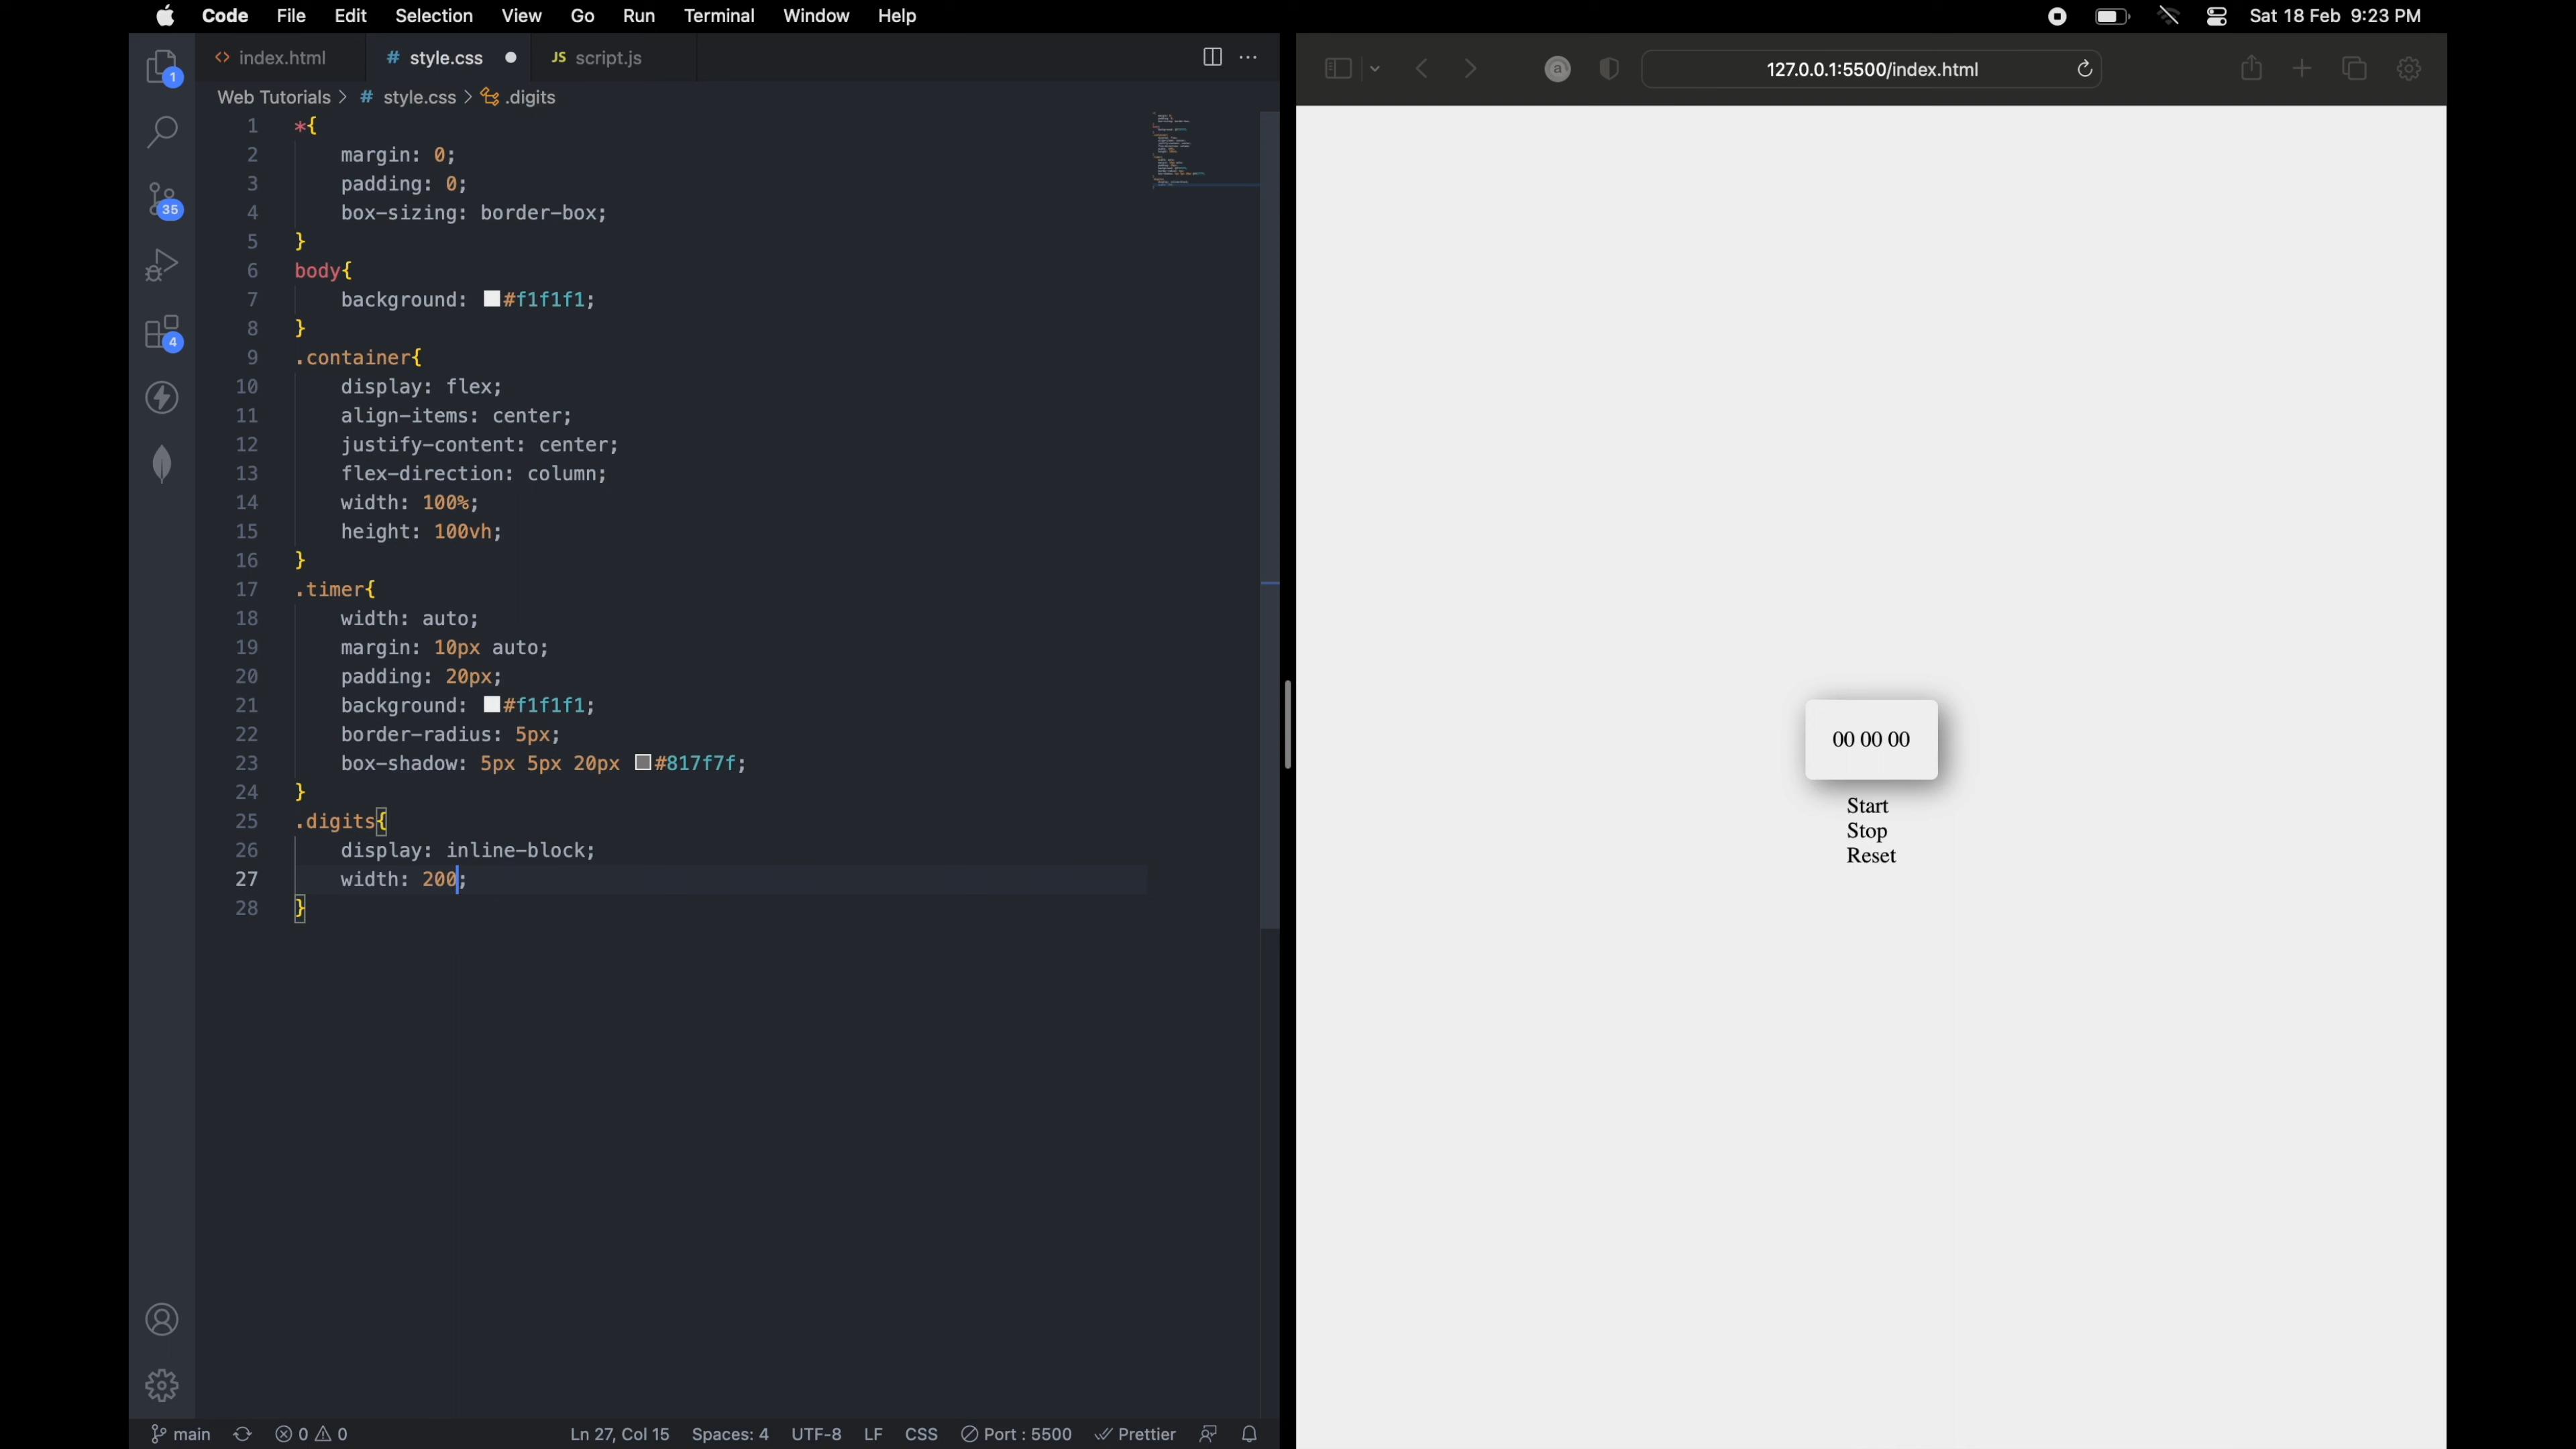 Code File Edit Selection View Go Run Terminal Window Help
Sat 18 Feb 9:23 PM
index.html
# style.css
JS script.js
127.0.0.1:5500/index.html
1
35
4
Web Tutorials > # style.css > .digits
1 *{
2 margin: 0;
3 padding: 0;
4 box-sizing: border-box;
5 }
6 body{
7 background: #f1f1f1;
8 }
9 .container{
10 display: flex;
11 align-items: center;
12 justify-content: center;
13 flex-direction: column;
14 width: 100%;
15 height: 100vh;
16 }
17 .timer{
18 width: auto;
19 margin: 10px auto;
20 padding: 20px;
21 background: #f1f1f1;
22 border-radius: 5px;
23 box-shadow: 5px 5px 20px #817f7f;
24 }
25 .digits{
26 display: inline-block;
27 width: 200;
28 }
00 00 00
Start
Stop
Reset
main 0 0 Ln 27, Col 15 Spaces: 4 UTF-8 LF CSS Port : 5500 Prettier